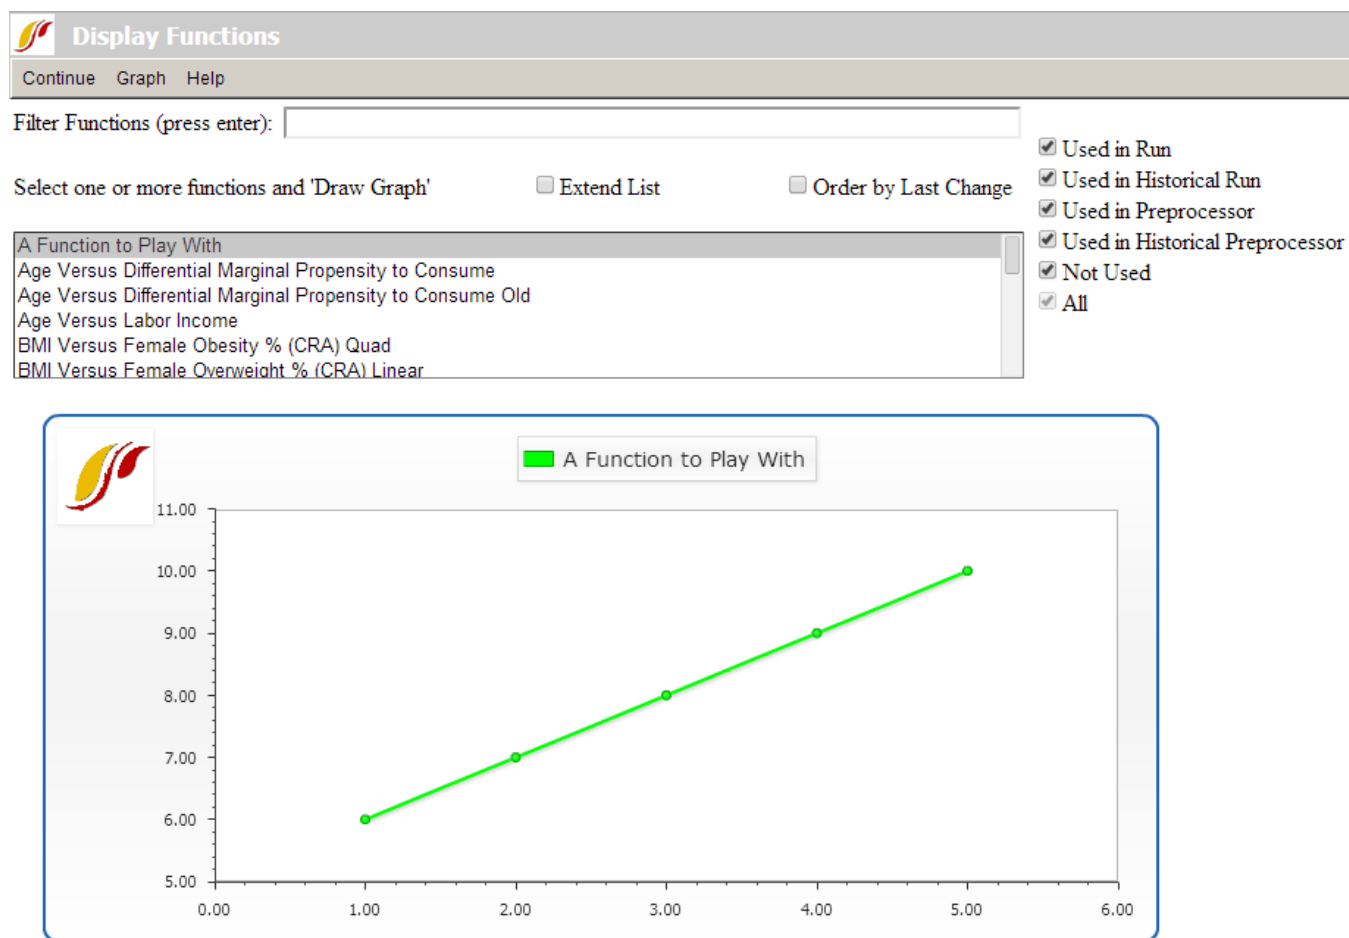 Display Functions
Continue Graph Help
Filter Functions (press enter):
Select one or more functions and 'Draw Graph' Extend List Order by Last Change
Used in Run
Used in Historical Run
Used in Preprocessor
Used in Historical Preprocessor
Not Used
All
A Function to Play With
Age Versus Differential Marginal Propensity to Consume
Age Versus Differential Marginal Propensity to Consume Old
Age Versus Labor Income
BMI Versus Female Obesity % (CRA) Quad
BMI Versus Female Overweight % (CRA) Linear
A Function to Play With
11.00
10.00
9.00
8.00
7.00
6.00
5.00
0.00 1.00 2.00 3.00 4.00 5.00 6.00